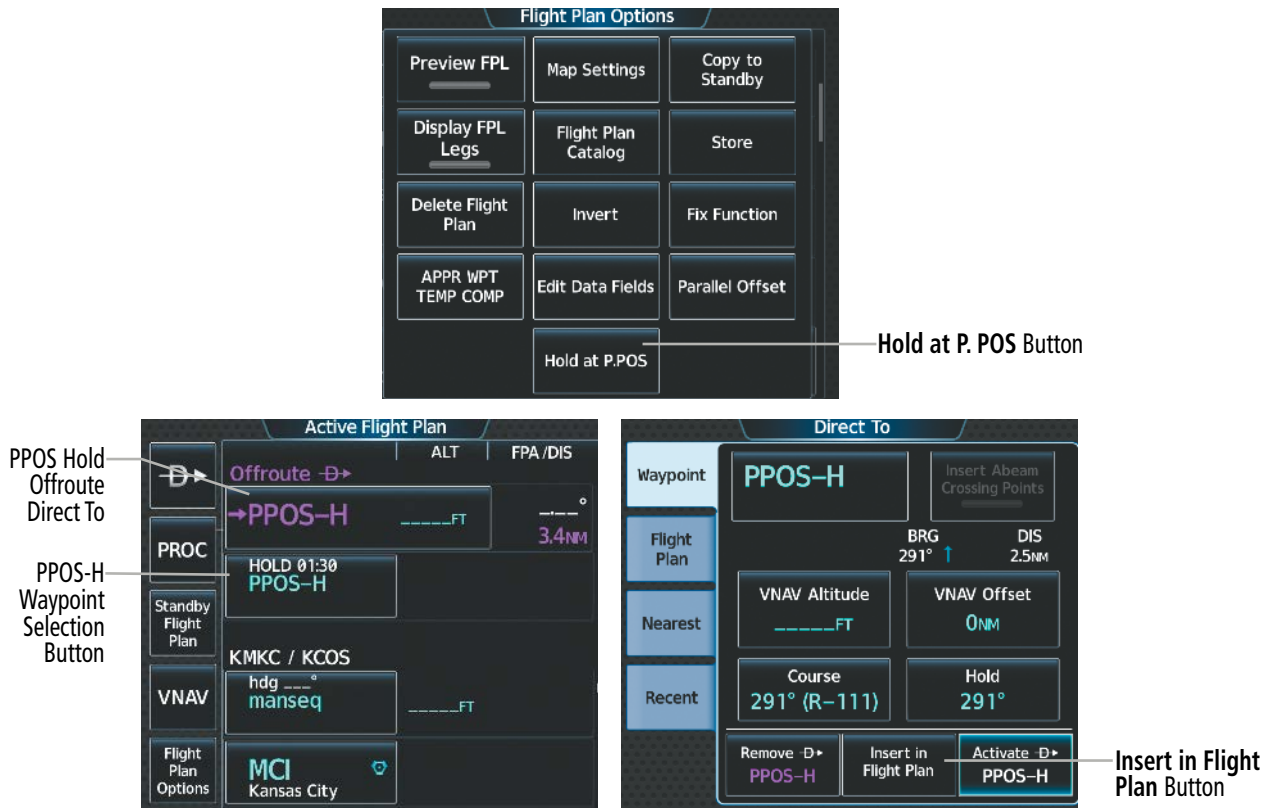 Flight Plan Options
Preview FPL
Map Settings
Copy to
Standby
Display FPL
Legs
Flight Plan
Catalog
Store
Delete Flight
Plan
Invert
Fix Function
APPR WPT
TEMP COMP
Edit Data Fields
Parallel Offset
Hold at P.POS
Hold at P. POS Button
PPOS Hold
Offroute
Direct To
PPOS-H
Waypoint
Selection
Button
Active Flight Plan
ALT
FPA/DIS
D
PROC
Standby
Flight
Plan
VNAV
Flight
Plan
Options
Offroute D
→PPOS–H
_____FT
__.__°
3.4NM
HOLD 01:30
PPOS–H
KMKC / KCOS
hdg ___°
manseq
_____FT
MCI
Kansas City
Direct To
Waypoint
Flight
Plan
Nearest
Recent
PPOS–H
Insert Abeam
Crossing Points
BRG
291° ↑
DIS
2.5NM
VNAV Altitude
_____FT
VNAV Offset
0NM
Course
291° (R–111)
Hold
291°
Remove D
PPOS–H
Insert in
Flight Plan
Activate D
PPOS–H
Insert in Flight
Plan Button